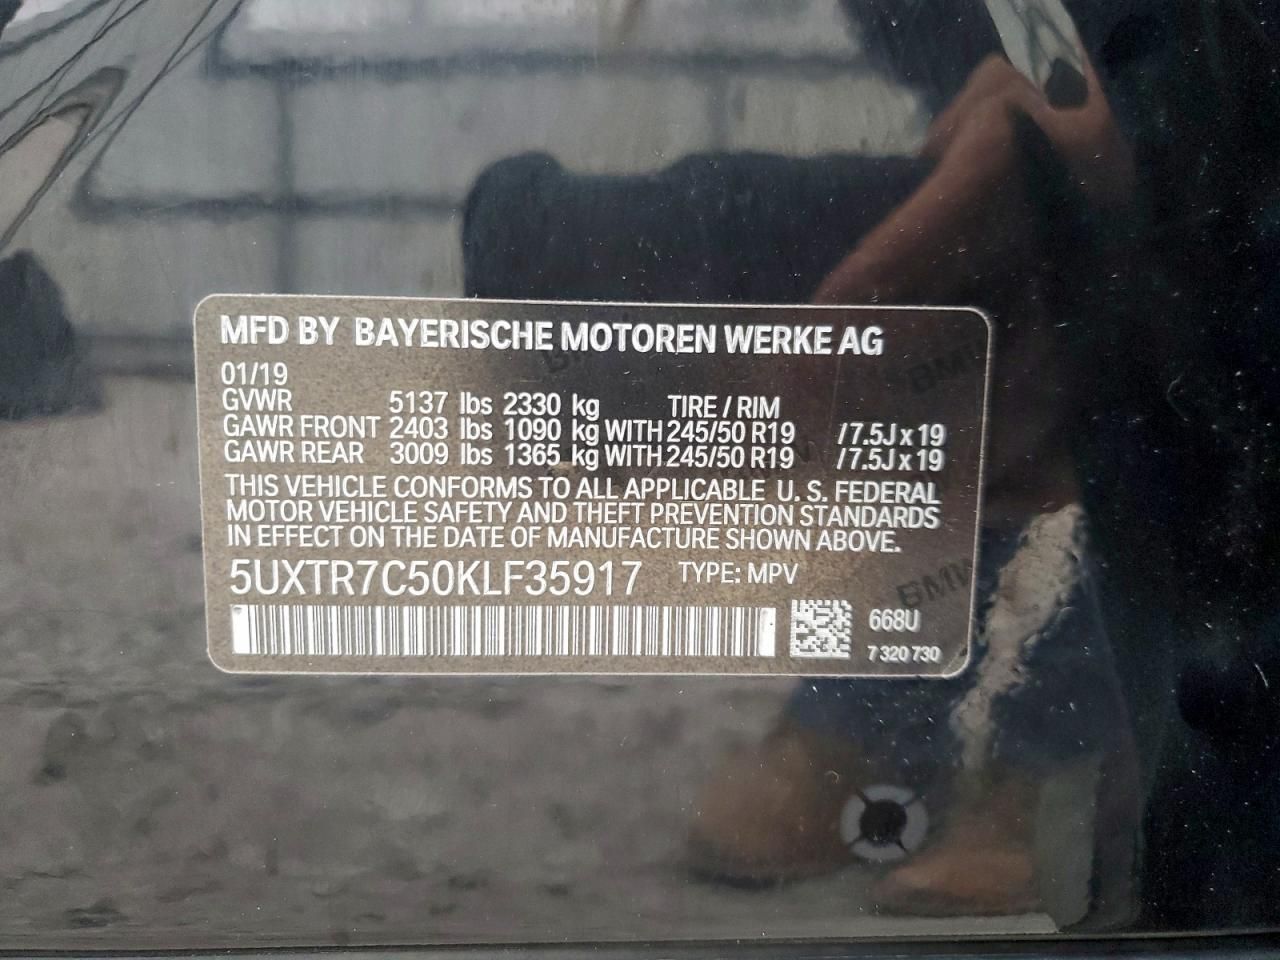 MFD BY BAYERISCHE MOTOREN WERKE AG
01/19
GVWR 5137 lbs 2330 kg TIRE / RIM
GAWR FRONT 2403 lbs 1090 kg WITH 245/50 R19 / 7.5J x 19
GAWR REAR 3009 lbs 1365 kg WITH 245/50 R19 / 7.5J x 19
THIS VEHICLE CONFORMS TO ALL APPLICABLE U. S. FEDERAL
MOTOR VEHICLE SAFETY AND THEFT PREVENTION STANDARDS
IN EFFECT ON THE DATE OF MANUFACTURE SHOWN ABOVE.
5UXTR7C50KLF35917 TYPE: MPV
668U
7 320 730
BMW
BMW